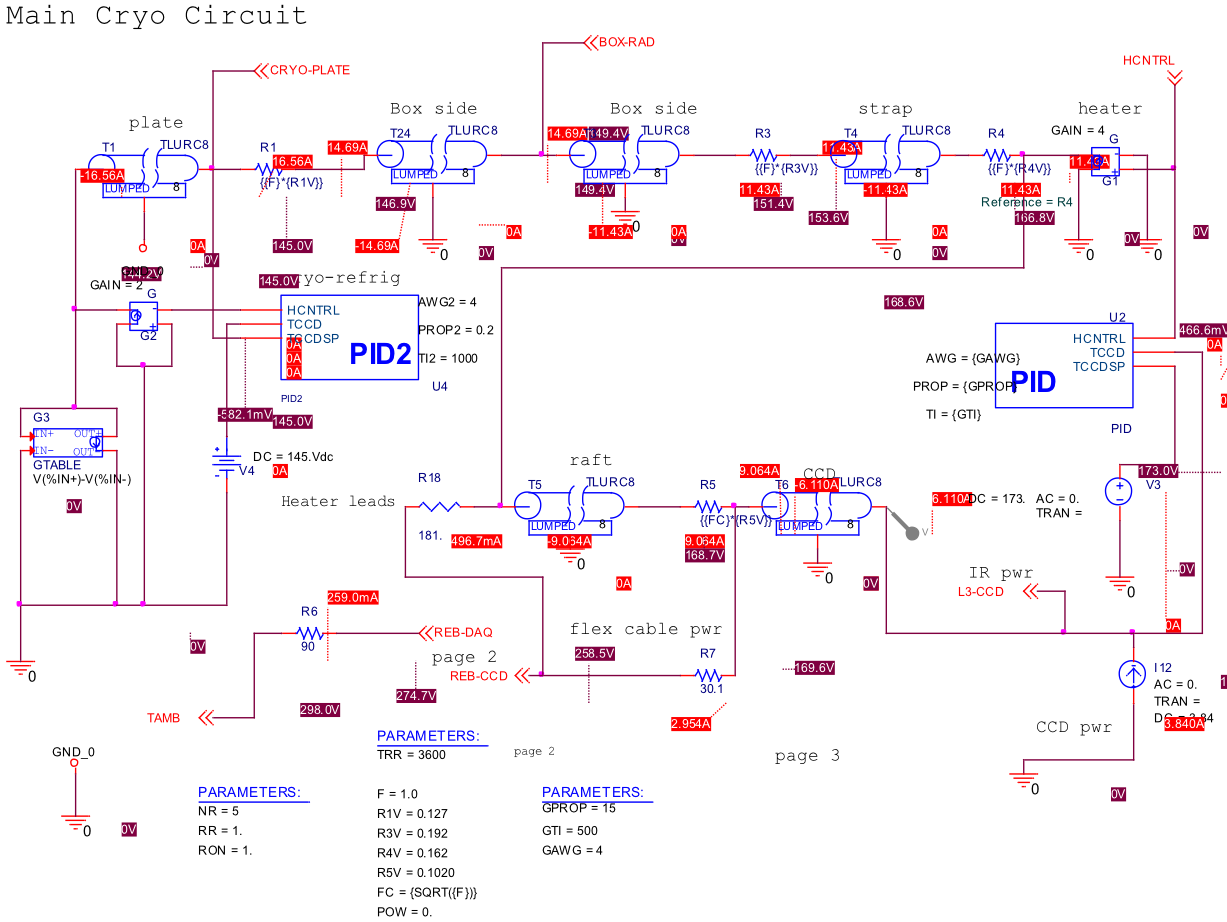 Main Cryo Circuit
BOX-RAD
CRYO-PLATE
HCNTRL
plate
Box side
Box side
strap
heater
T1
TLURC8
R1
T24
TLURC8
14.69A
149.4V
TLURC8
R3
T4
TLURC8
R4
GAIN = 4
G
-16.56A
16.56A
14.69A
11.43A
11.43A
G1
LUMPED
8
{{F}*{R1V}}
LUMPED
8
149.4V
LUMPED
8
{{F}*{R3V}}
LUMPED
8
{{F}*{R4V}}
146.9V
11.43A
151.4V
-11.43A
11.43A
Reference = R4
153.6V
166.8V
0A
145.0V
-14.69A
0
0A
-11.43A
0
0A
0A
0
0
0V
0
0V
0V
0V
0V
GAIN = 2
145.0V
yo-refrig
G
G2
HCNTRL
TCCD
TCCDSP
PID2
AWG2 = 4
PROP2 = 0.2
TI2 = 1000
U4
0A
0A
0A
PID2
168.6V
U2
HCNTRL
TCCD
TCCDSP
PID
AWG = {GAWG}
PROP = {GPROP}
TI = {GTI}
PID
466.6mV
0A
-582.1mV
145.0V
G3
IN+
OUT+
IN-
GTABLE
V(%IN+)-V(%IN-)
0V
V4
DC = 145.Vdc
0A
Heater leads
R18
181.
496.7mA
raft
T5
TLURC8
LUMPED
8
-9.064A
0
0A
R5
{{FC}*{R5V}}
9.064A
168.7V
9.064A
CCD
T6
-6.110A
LUMPED
8
0
V
6.110A
DC = 173.
AC = 0.
TRAN =
V3
173.0V
0
0V
0V
0A
IR pwr
L3-CCD
259.0mA
R6
90
REB-DAQ
0V
0
page 2
REB-CCD
274.7V
298.0V
TAMB
flex cable pwr
258.5V
R7
30.1
2.954A
169.6V
I12
AC = 0.
TRAN =
3.840A
CCD pwr
0
0V
GND_0
0
0V
PARAMETERS:
TRR = 3600
page 2
page 3
PARAMETERS:
NR = 5
RR = 1.
RON = 1.
F = 1.0
R1V = 0.127
R3V = 0.192
R4V = 0.162
R5V = 0.1020
FC = {SQRT({F})}
POW = 0.
PARAMETERS:
GPROP = 15
GTI = 500
GAWG = 4